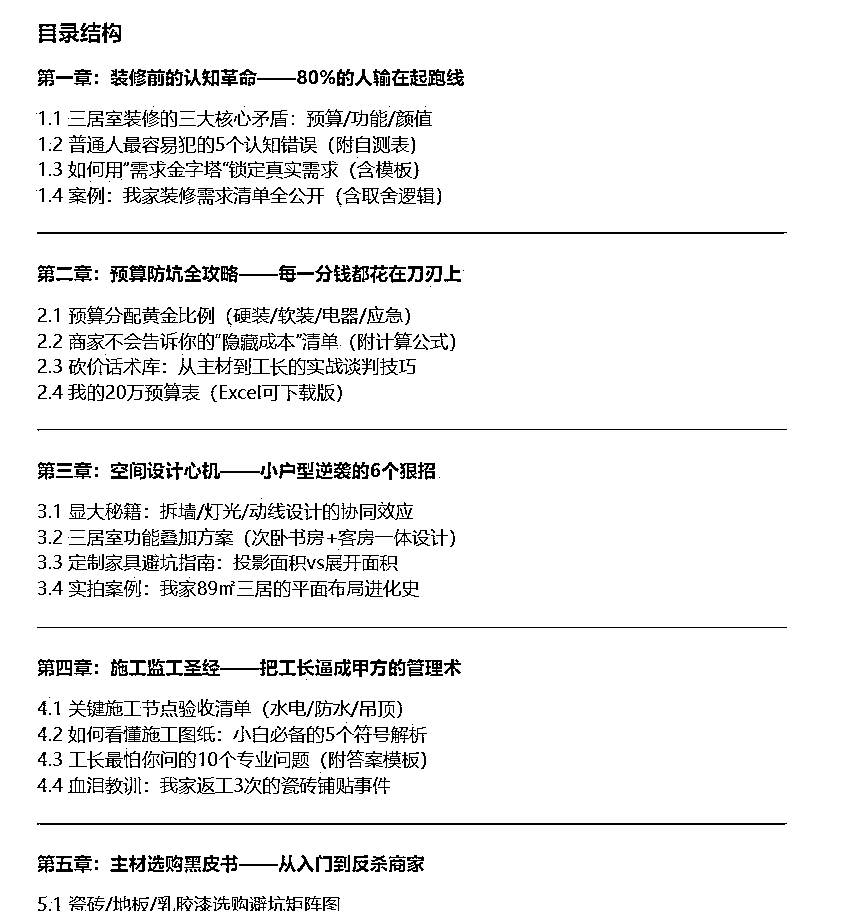 目录结构
第一章：装修前的认知革命——80%的人输在起跑线
1.1 三居室装修的三大核心矛盾：预算/功能/颜值
1.2 普通人最容易犯的5个认知错误（附自测表）
1.3 如何用“需求金字塔“锁定真实需求（含模板）
1.4 案例：我家装修需求清单全公开（含取舍逻辑）
第二章：预算防坑全攻略——每一分钱都花在刀刃上
2.1 预算分配黄金比例（硬装/软装/电器/应急）
2.2 商家不会告诉你的“隐藏成本”清单（附计算公式）
2.3 砍价话术库：从主材到工长的实战谈判技巧
2.4 我的20万预算表（Excel可下载版）
第三章：空间设计心机——小户型逆袭的6个狠招
3.1 显大秘籍：拆墙/灯光/动线设计的协同效应
3.2 三居室功能叠加方案（次卧书房+客房一体设计）
3.3 定制家具避坑指南：投影面积vs展开面积
3.4 实拍案例：我家89㎡三居的平面布局进化史
第四章：施工监工圣经——把工长逼成甲方的管理术
4.1 关键施工节点验收清单（水电/防水/吊顶）
4.2 如何看懂施工图纸：小白必备的5个符号解析
4.3 工长最怕你问的10个专业问题（附答案模板）
4.4 血泪教训：我家返工3次的瓷砖铺贴事件
第五章：主材选购黑皮书——从入门到反杀商家
5.1 瓷砖/地板/乳胶漆选购避坑矩阵图